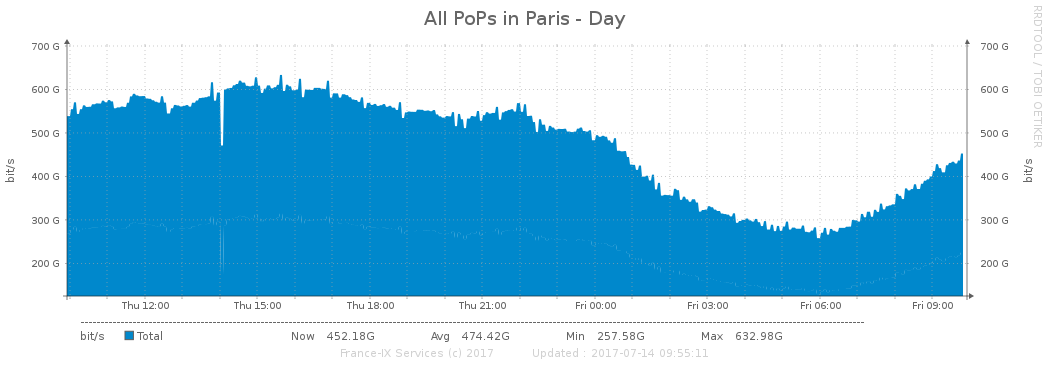 All PoPs in Paris - Day
RRDTOOL / TOBI OETIKER
bit/s
700 G
600 G
500 G
400 G
300 G
200 G
700 G
600 G
500 G
400 G
300 G
200 G
bit/s
Thu 12:00 Thu 15:00 Thu 18:00 Thu 21:00 Fri 00:00 Fri 03:00 Fri 06:00 Fri 09:00
bit/s Total Now 452.18G Avg 474.42G Min 257.58G Max 632.98G
France-IX Services (c) 2017 Updated : 2017-07-14 09:55:11